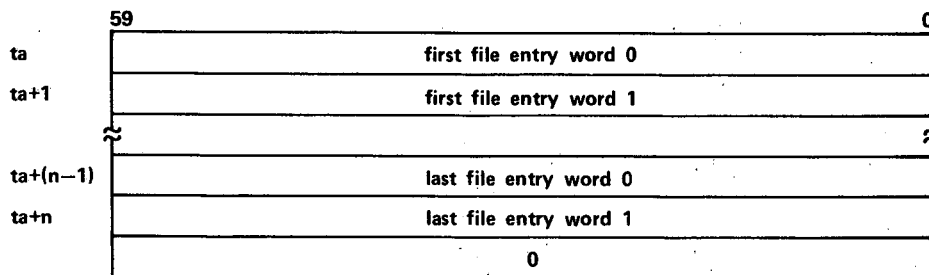 59 0
ta first file entry word 0
ta+1 first file entry word 1
ta+(n−1) last file entry word 0
ta+n last file entry word 1
0